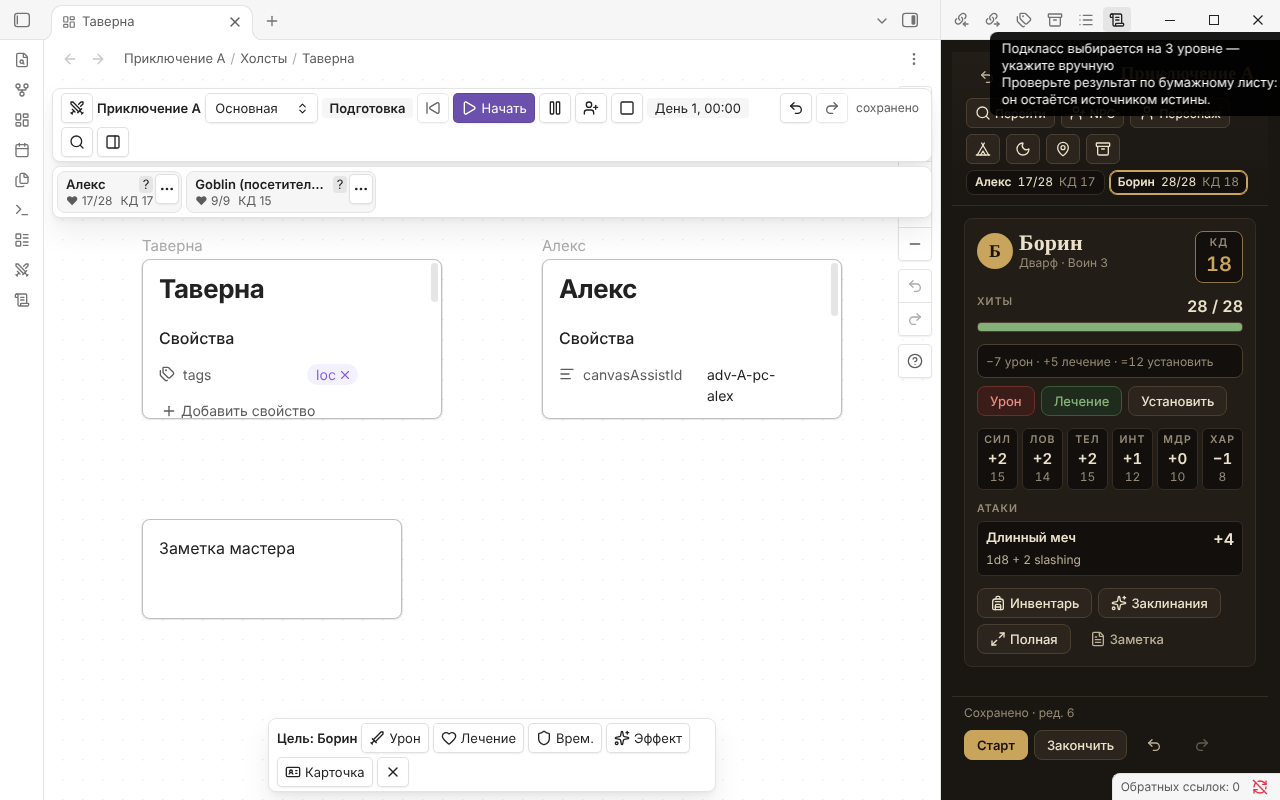 Таверна
Приключение A / Холсты / Таверна
Приключение A
Основная
Подготовка
Начать
День 1, 00:00
сохранено
Алекс ?
17/28 КД 17
Goblin (посетител... ?
9/9 КД 15
Таверна
Таверна
Свойства
tags
loc
Добавить свойство
Алекс
Алекс
Свойства
canvasAssistId
adv-A-pc-
alex
Заметка мастера
Цель: Борин
Урон
Лечение
Врем.
Эффект
Карточка
Подкласс выбирается на 3 уровне —
укажите вручную
Проверьте результат по бумажному листу:
он остаётся источником истины.
Алекс 17/28 КД 17
Борин 28/28 КД 18
Б
Борин
Дварф · Воин 3
КД
18
ХИТЫ
28 / 28
−7 урон · +5 лечение · =12 установить
Урон
Лечение
Установить
СИЛ ЛОВ ТЕЛ ИНТ МДР ХАР
+2 +2 +2 +1 +0 −1
15 14 15 12 10 8
АТАКИ
Длинный меч
+4
1d8 + 2 slashing
Инвентарь
Заклинания
Полная
Заметка
Сохранено · ред. 6
Старт
Закончить
Обратных ссылок: 0